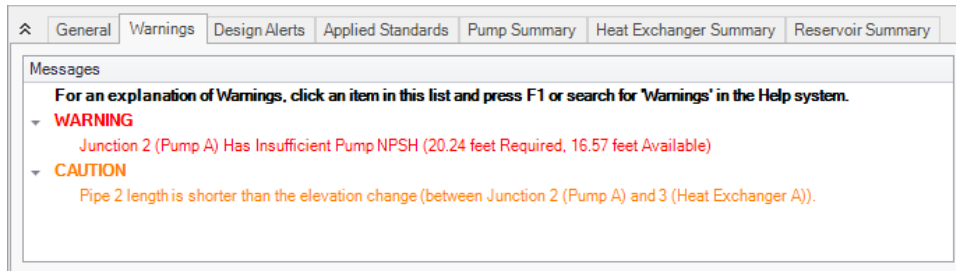 General Warnings Design Alerts Applied Standards Pump Summary Heat Exchanger Summary Reservoir Summary
Messages
For an explanation of Warnings, click an item in this list and press F1 or search for 'Warnings' in the Help system.
WARNING
Junction 2 (Pump A) Has Insufficient Pump NPSH (20.24 feet Required, 16.57 feet Available)
CAUTION
Pipe 2 length is shorter than the elevation change (between Junction 2 (Pump A) and 3 (Heat Exchanger A)).